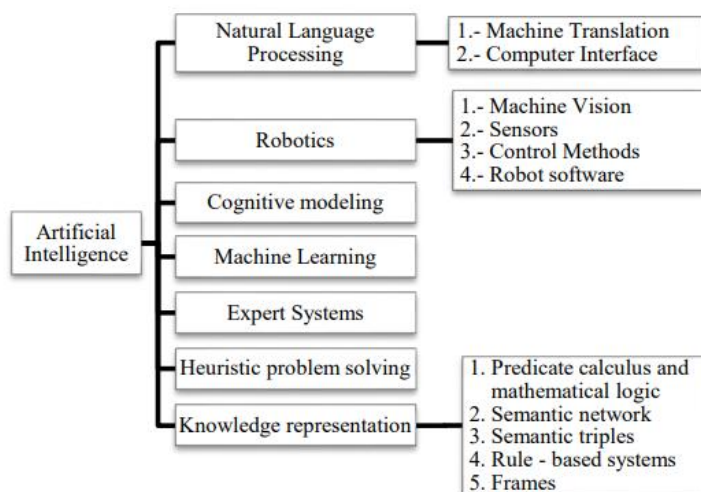 Natural Language
Processing
1.- Machine Translation
2.- Computer Interface
Robotics
1.- Machine Vision
2.- Sensors
3.- Control Methods
4.- Robot software
Cognitive modeling
Artificial
Intelligence
Machine Learning
Expert Systems
Heuristic problem solving
Knowledge representation
1. Predicate calculus and
mathematical logic
2. Semantic network
3. Semantic triples
4. Rule - based systems
5. Frames